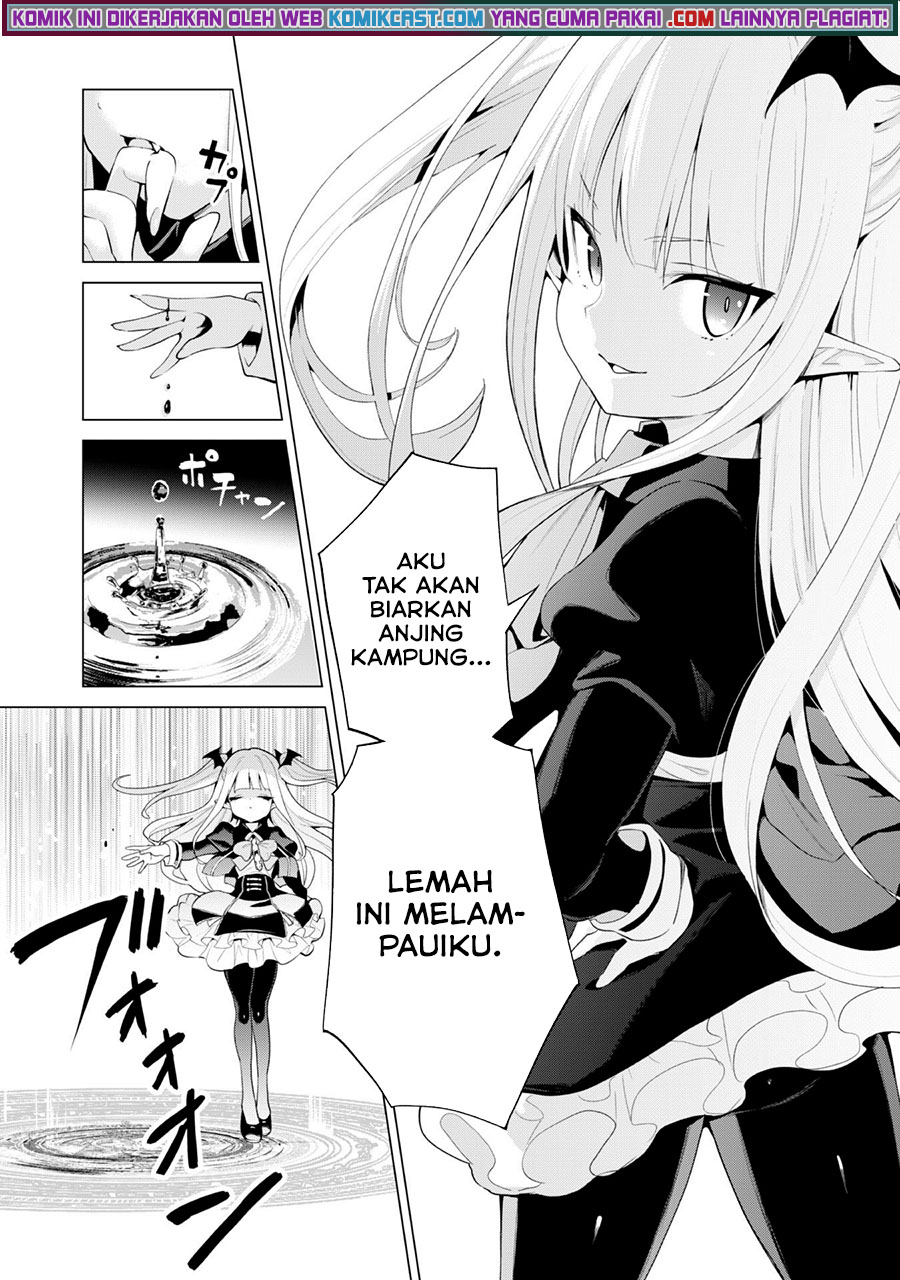 KOMIK INI DIKERJAKAN OLEH WEB KOMIKCAST.COM YANG CUMA PAKAI .COM LAINNYA PLAGIAT!
AKU
TAK AKAN
BIARKAN
ANJING
KAMPUNG...
LEMAH
INI MELAM-
PAUIKU.
カプ
ポチャン
ブオオオン